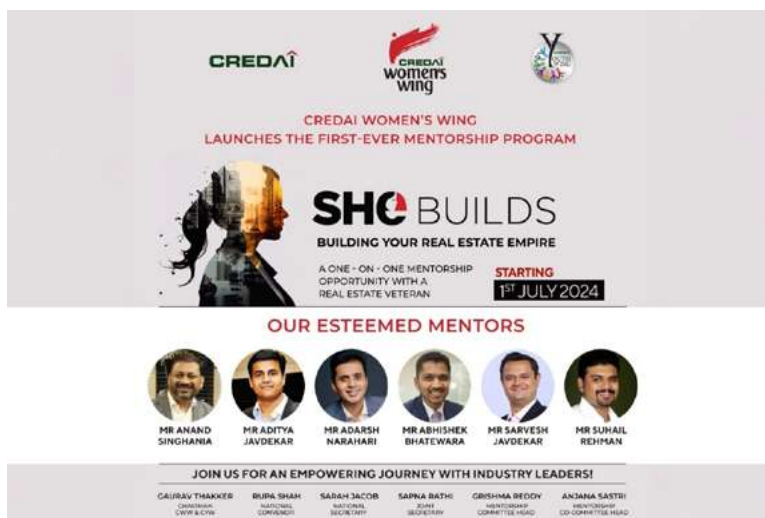 CREDAI
CREDAI
women's
wing
Y
CREDAI WOMEN'S WING
LAUNCHES THE FIRST-EVER MENTORSHIP PROGRAM
SHE BUILDS
BUILDING YOUR REAL ESTATE EMPIRE
A ONE - ON - ONE MENTORSHIP
OPPORTUNITY WITH A
REAL ESTATE VETERAN
STARTING
1ST JULY 2024
OUR ESTEEMED MENTORS
MR ANAND
SINGHANIA
MR ADITYA
JAVDEKAR
MR ADARSH
NARAHARI
MR ABHISHEK
BHATEWARA
MR SARVESH
JAVDEKAR
MR SUHAIL
REHMAN
JOIN US FOR AN EMPOWERING JOURNEY WITH INDUSTRY LEADERS!
GAURAV THAKKER
CHAIRMAN
CWW & CYW
RUPA SHAH
NATIONAL
CONVENOR
SARAH JACOB
NATIONAL
SECRETARY
SAPNA RATHI
JOINT
SECRETARY
GRISHMA REDDY
MENTORSHIP
COMMITTEE HEAD
ANJANA SASTRI
MENTORSHIP
CO-COMMITTEE HEAD